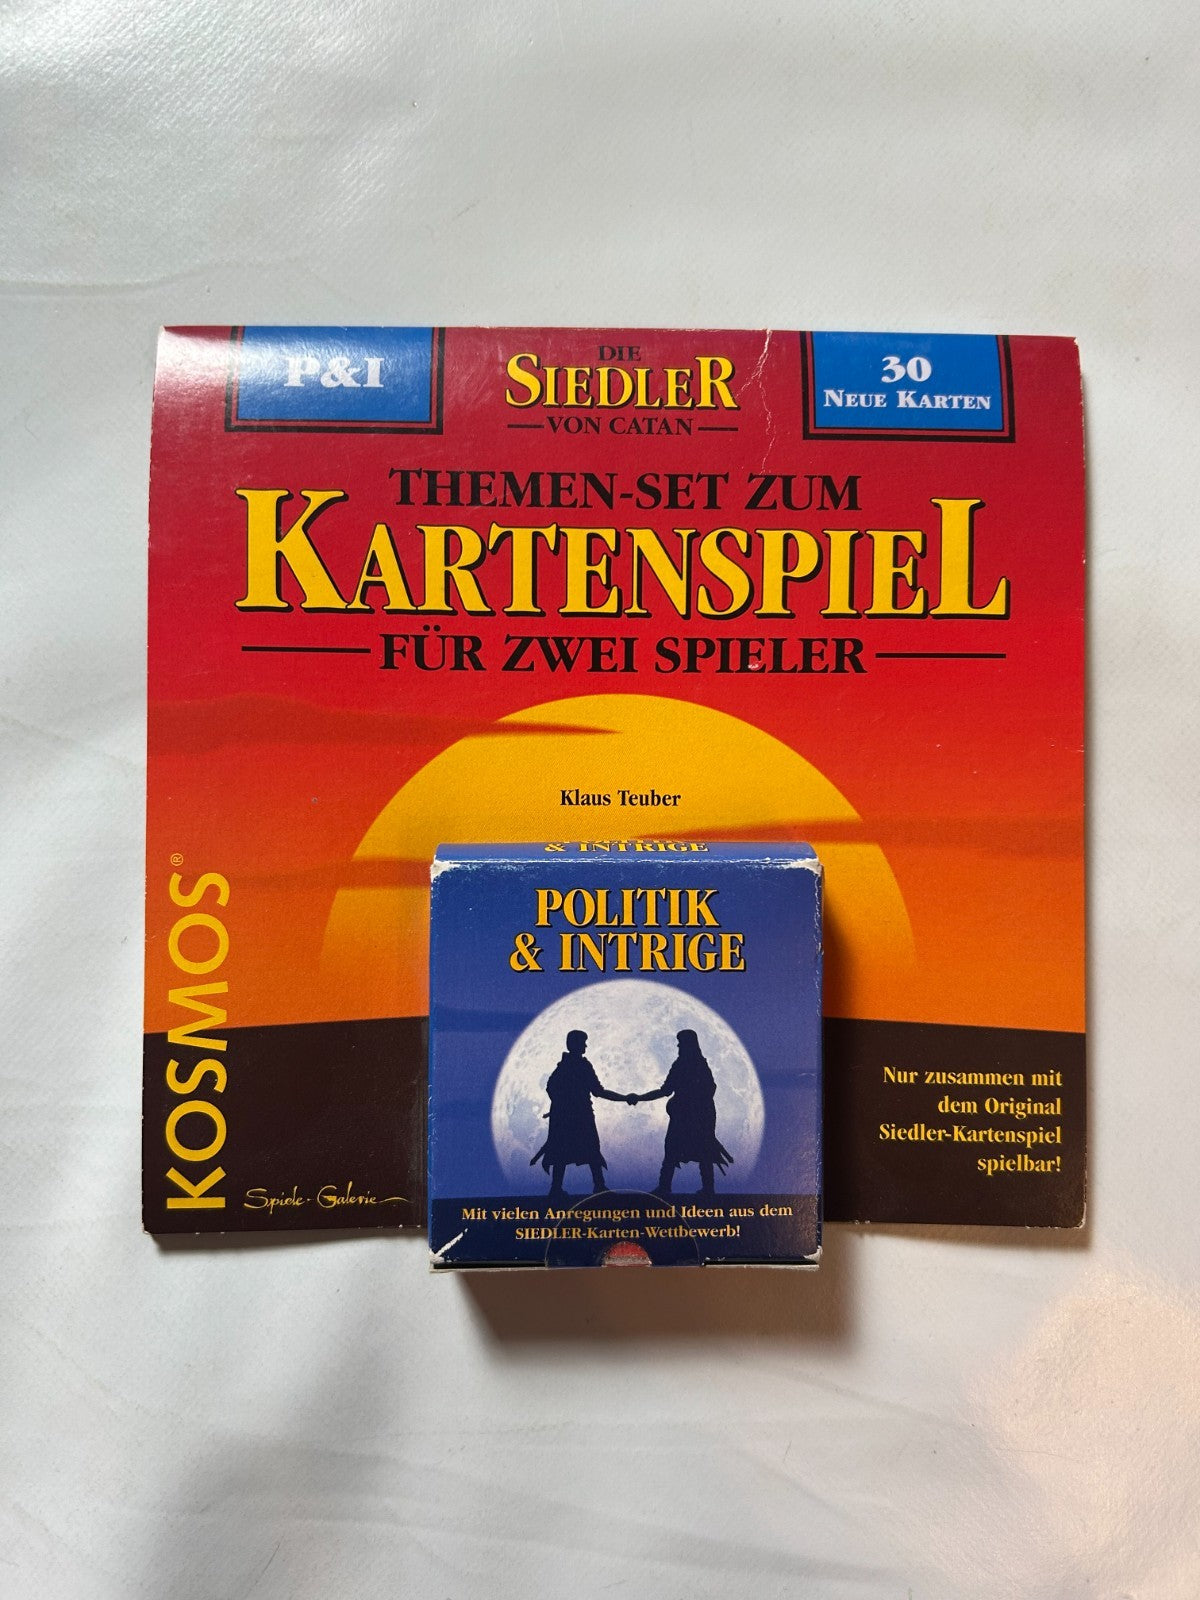 P&I
DIE
SIEDLER
VON CATAN
30
NEUE KARTEN
THEMEN-SET ZUM
KARTENSPIEL
FÜR ZWEI SPIELER
Klaus Teuber
& INTRIGE
POLITIK
& INTRIGE
Mit vielen Anregungen und Ideen aus dem
SIEDLER-Karten-Wettbewerb!
Nur zusammen mit
dem Original
Siedler-Kartenspiel
spielbar!
KOSMOS®
Spiele-Galerie